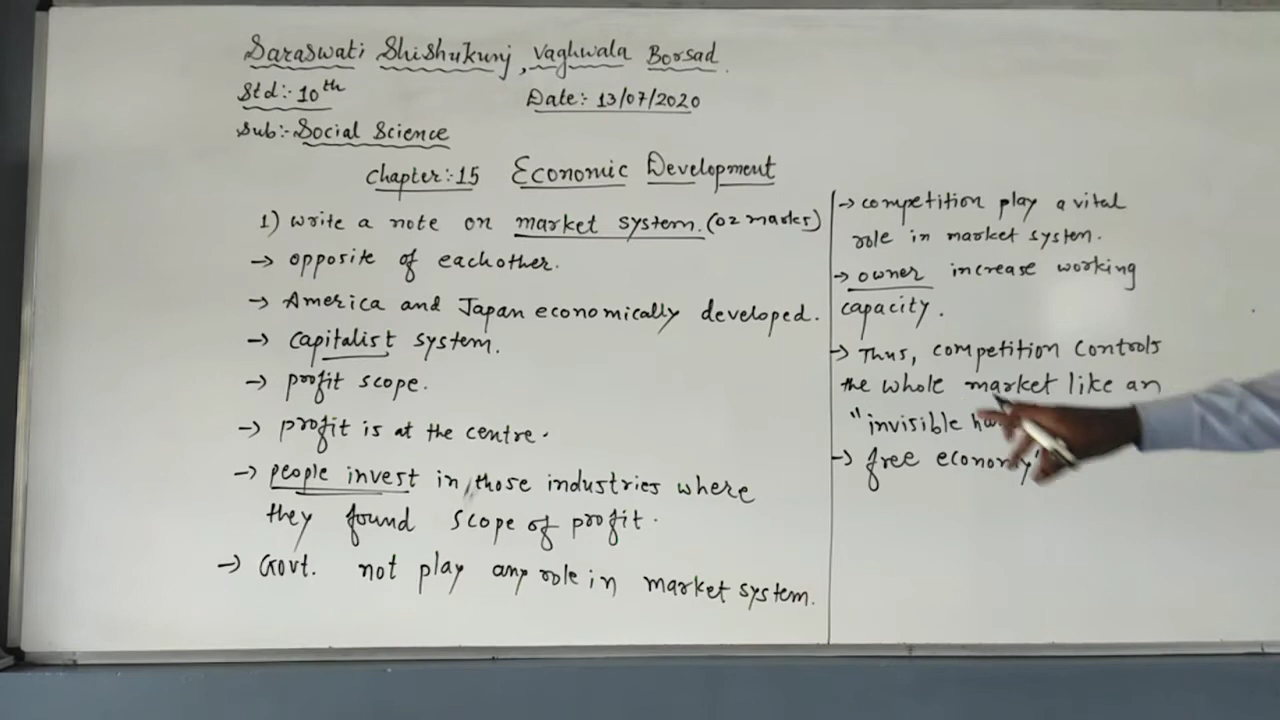 Saraswati Shishukunj, Vaghwala Borsad.
Std:- 10th
Date:- 13/07/2020
Sub:- Social Science
Chapter:-15 Economic Development
1) Write a note on market system. (02 marks)
→ opposite of eachother.
→ America and Japan economically developed.
→ capitalist system.
→ profit scope.
→ profit is at the centre.
→ people invest in those industries where
they found scope of profit.
→ Govt. not play any role in market system.
→ competition play a vital
role in market system.
→ owner increase working
capacity.
→ Thus, competition controls
the whole market like an
"invisible
→ free economy"